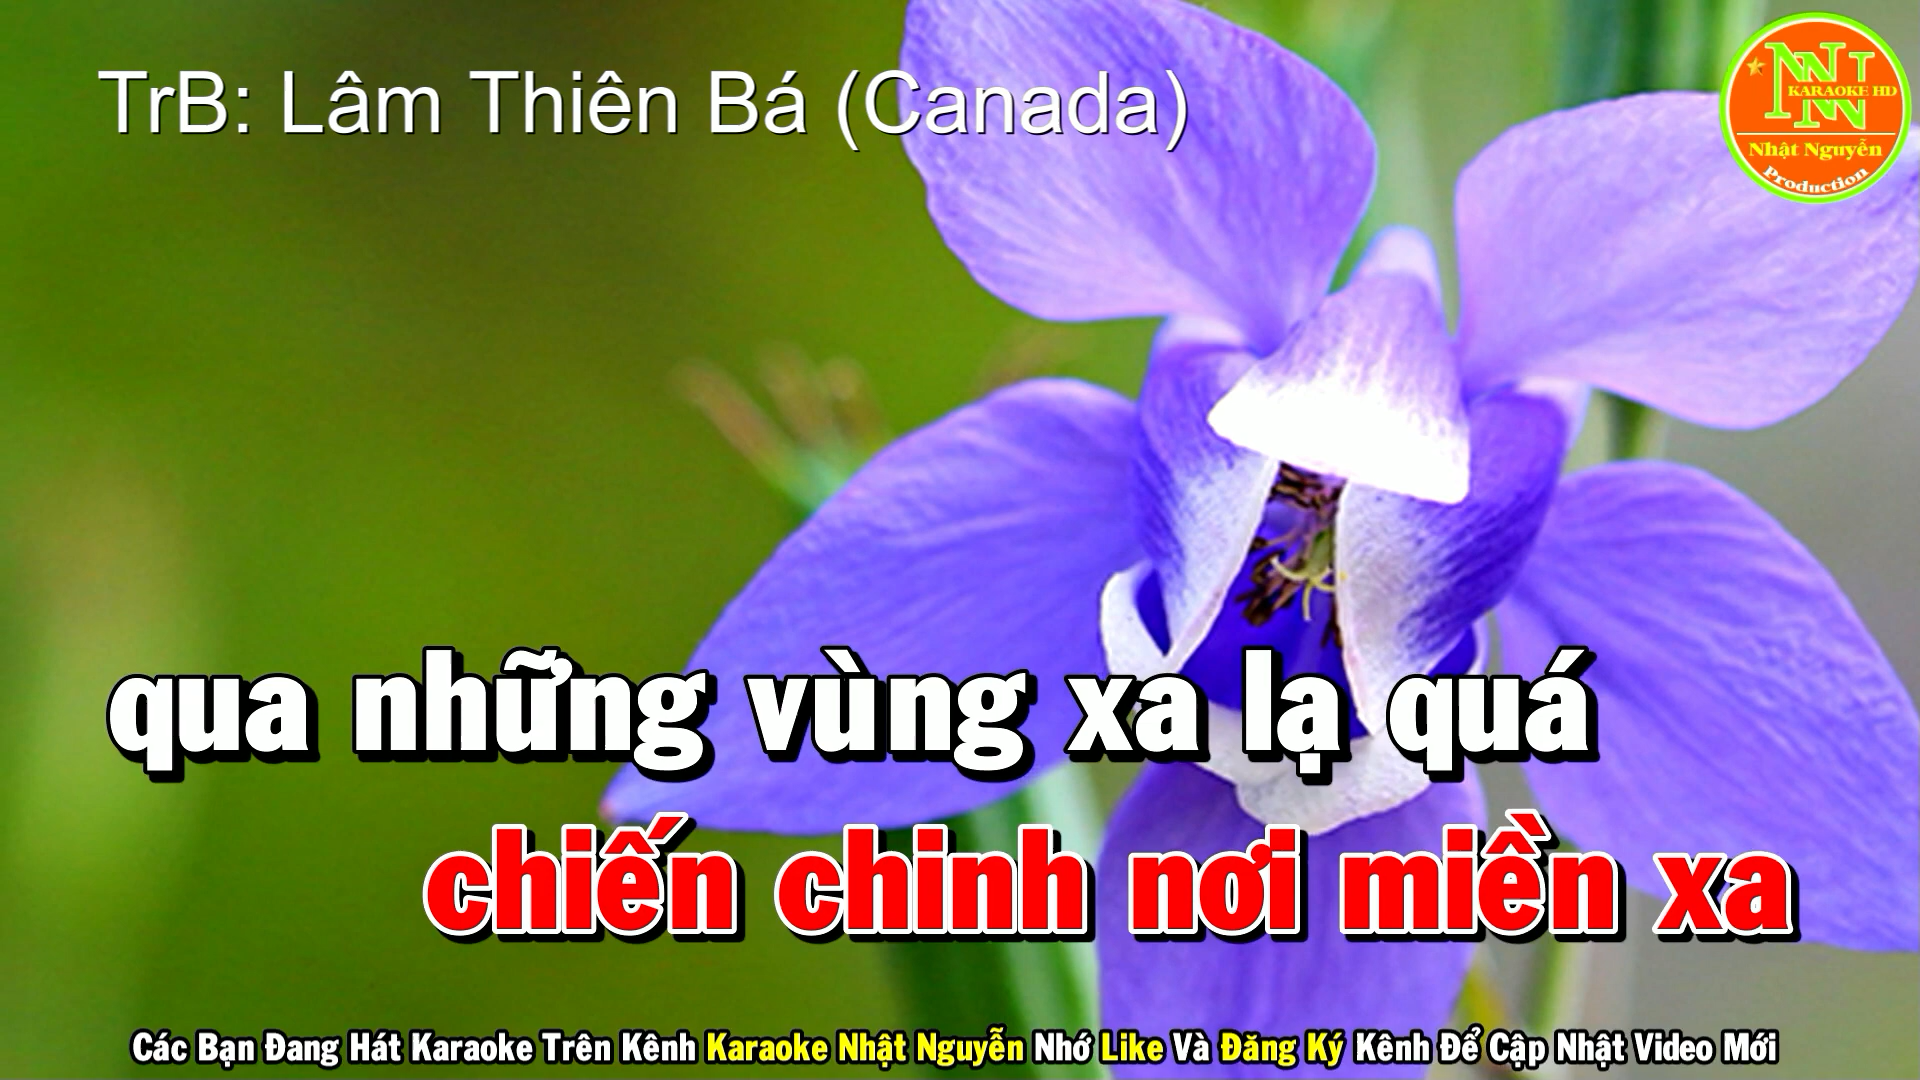 TrB: Lâm Thiên Bá (Canada)
NN
KARAOKE HD
NN
Nhật Nguyễn
Production
qua những vùng xa lạ quá
chiến chinh nơi miền xa
Các Bạn Đang Hát Karaoke Trên Kênh Karaoke Nhật Nguyễn Nhớ Like Và Đăng Ký Kênh Để Cập Nhật Video Mới